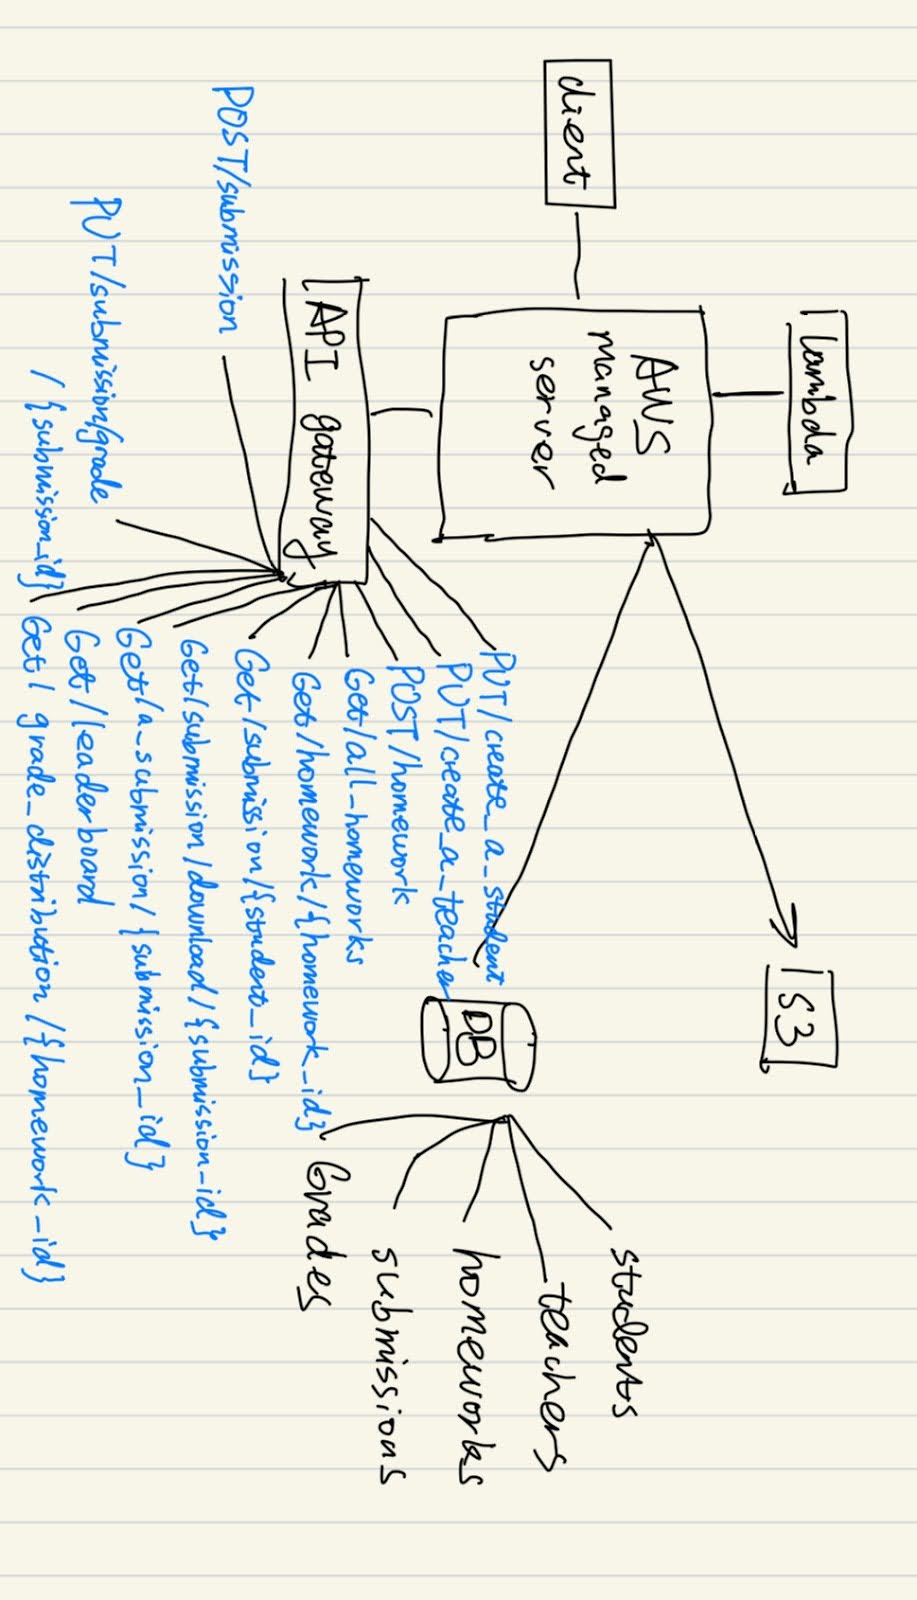 Lambda
S3
AWS
managed
server
client
students
teachers
homeworks
submissions
Grades
DB
API gateway
PUT/create_a_student
PUT/create_a_teacher
POST/homework
Get/all_homeworks
Get/homework/{homework_id}
Get/submission/{student_id}
Get/submission/download/{submission_id}
Get/a_submission/{submission_id}
Get/leaderboard
Get/ grade_distribution/{homework_id}
POST/submission
PUT/submission/grade
/{submission_id}